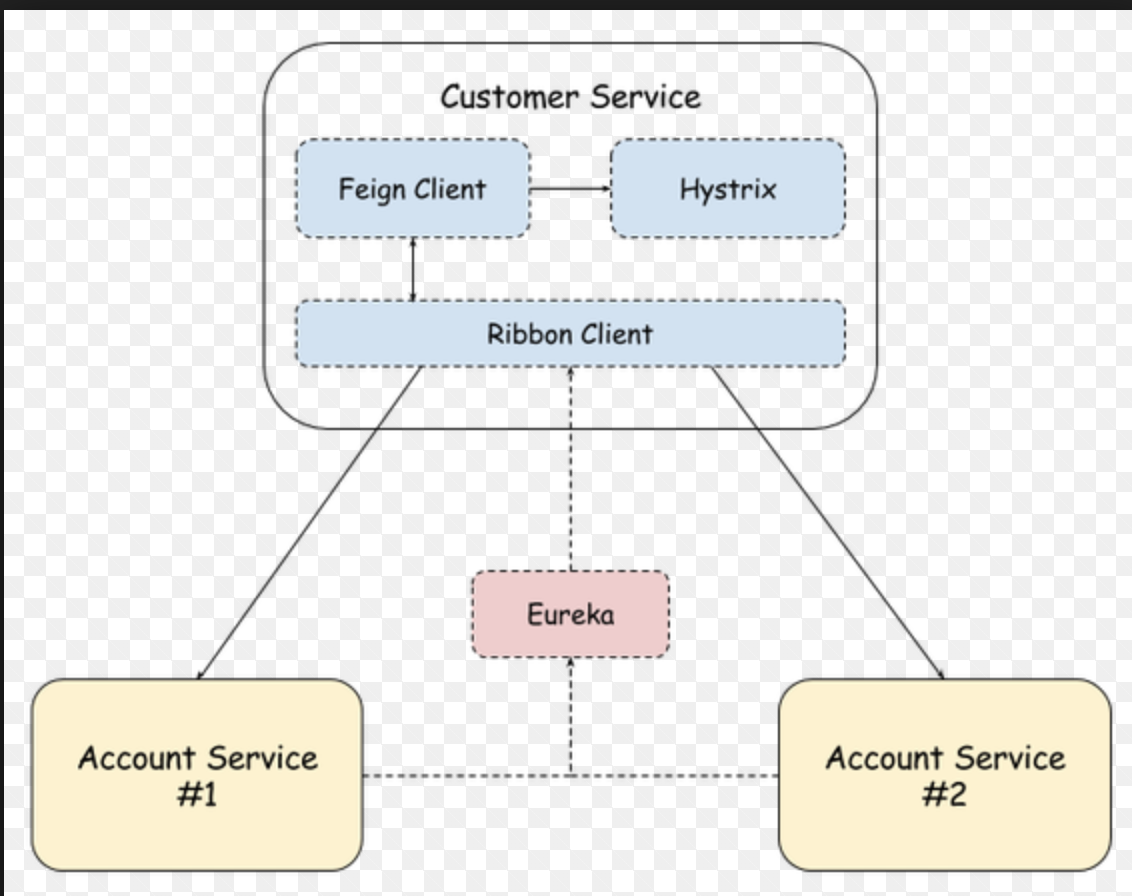 Customer Service
Feign Client
Hystrix
Ribbon Client
Eureka
Account Service
#1
Account Service
#2